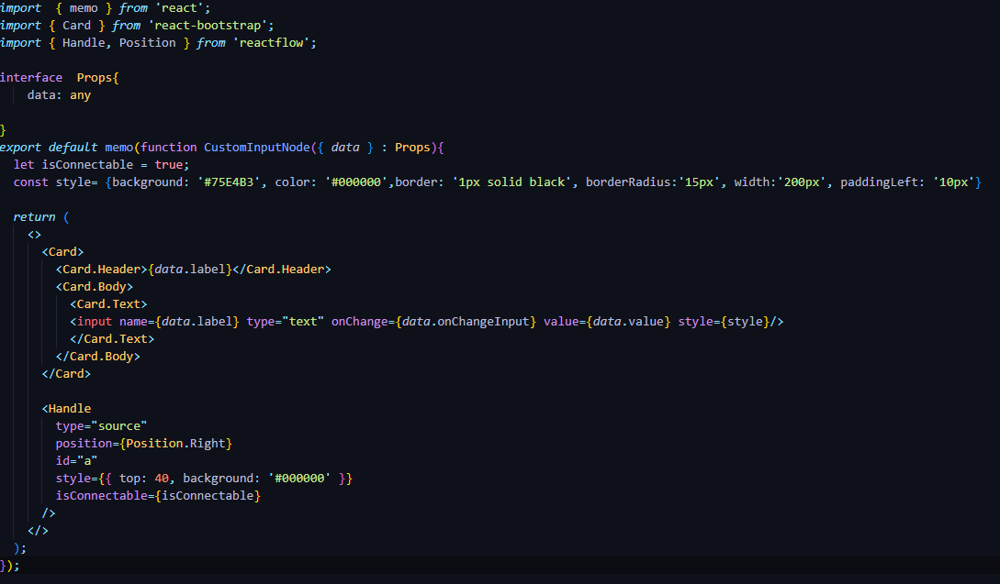 import  { memo } from 'react';
import { Card } from 'react-bootstrap';
import { Handle, Position } from 'reactflow';
interface  Props{
    data: any
}
export default memo(function CustomInputNode({ data } : Props){
  let isConnectable = true;
  const style= {background: '#75E4B3', color: '#000000',border: '1px solid black', borderRadius:'15px', width:'200px', paddingLeft: '10px'}
  return (
    <>
      <Card>
        <Card.Header>{data.label}</Card.Header>
        <Card.Body>
          <Card.Text>
          <input name={data.label} type="text" onChange={data.onChangeInput} value={data.value} style={style}/>
          </Card.Text>
        </Card.Body>
      </Card>
      <Handle
        type="source"
        position={Position.Right}
        id="a"
        style={{ top: 40, background: '#000000' }}
        isConnectable={isConnectable}
      />
    </>
  );
});